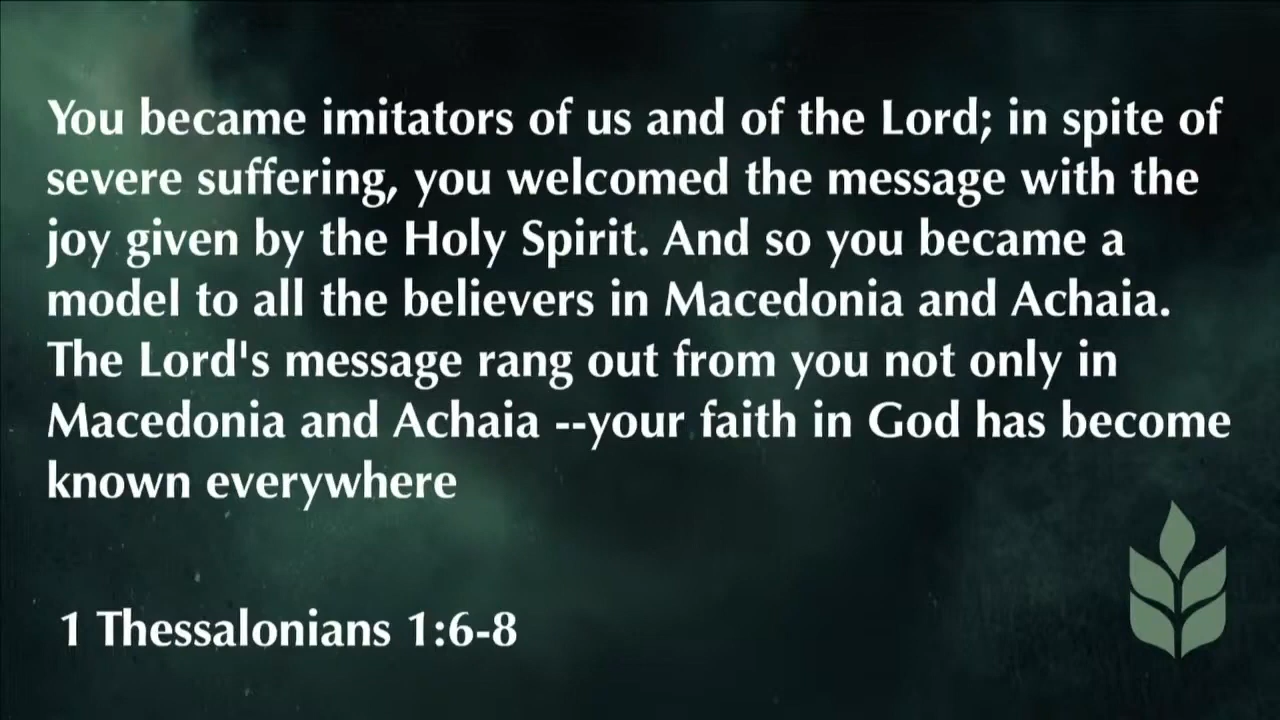 You became imitators of us and of the Lord; in spite of
severe suffering, you welcomed the message with the
joy given by the Holy Spirit. And so you became a
model to all the believers in Macedonia and Achaia.
The Lord's message rang out from you not only in
Macedonia and Achaia --your faith in God has become
known everywhere
1 Thessalonians 1:6-8